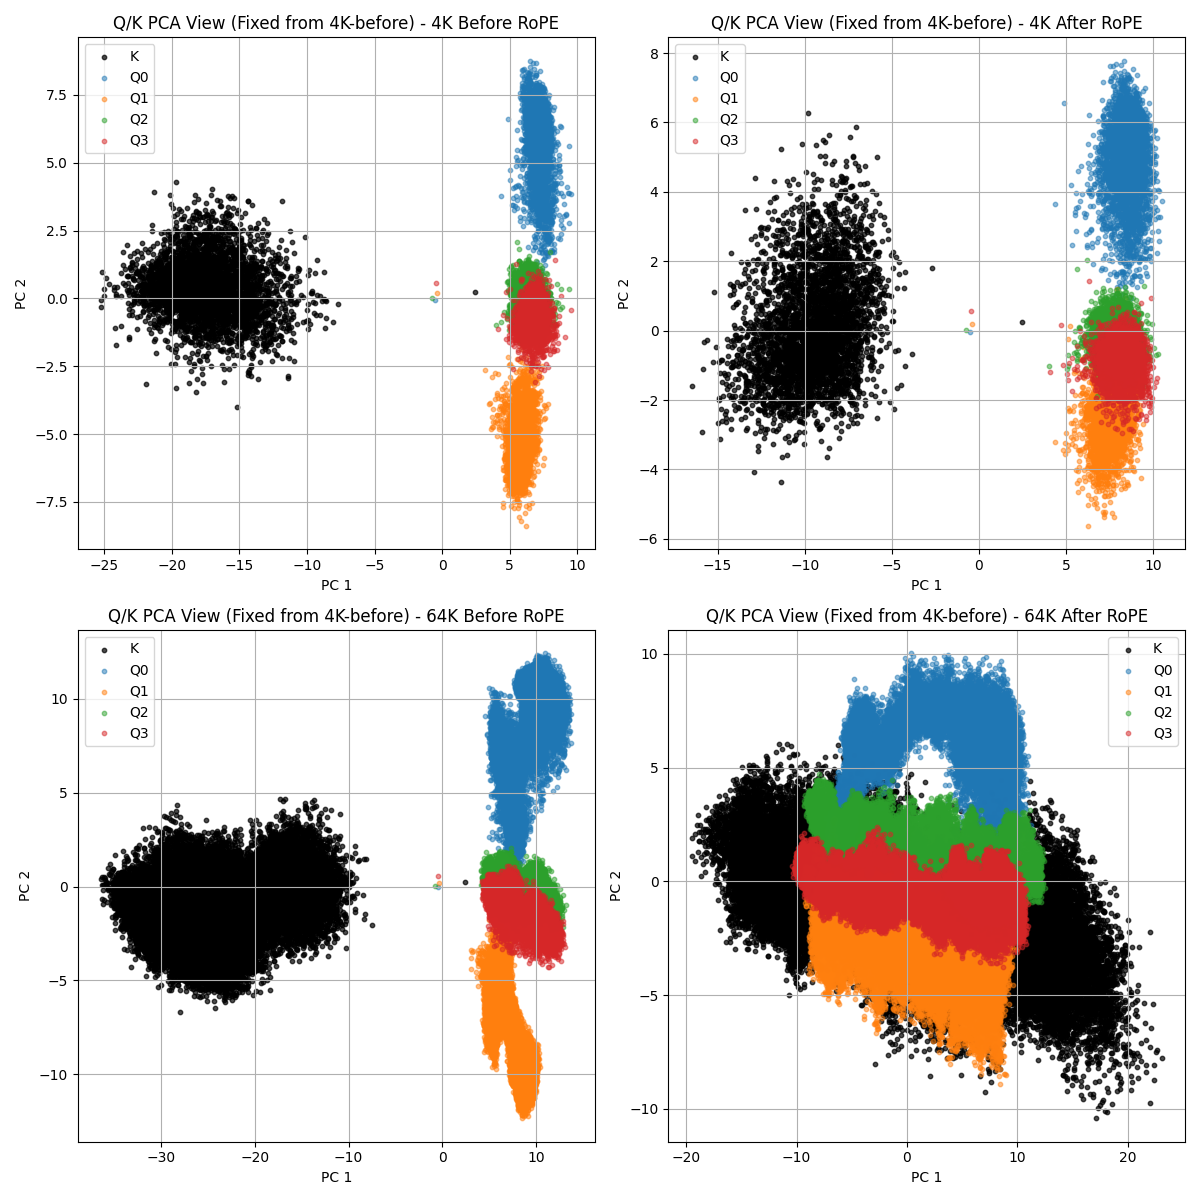 Q/K PCA View (Fixed from 4K-before) - 4K Before RoPE
K
Q0
Q1
Q2
Q3
7.5
5.0
2.5
0.0
−2.5
−5.0
−7.5
PC 2
−25
−20
−15
−10
−5
0
5
10
PC 1
Q/K PCA View (Fixed from 4K-before) - 4K After RoPE
K
Q0
Q1
Q2
Q3
8
6
4
2
0
−2
−4
−6
PC 2
−15
−10
−5
0
5
10
PC 1
Q/K PCA View (Fixed from 4K-before) - 64K Before RoPE
K
Q0
Q1
Q2
Q3
10
5
0
−5
−10
PC 2
−30
−20
−10
0
10
PC 1
Q/K PCA View (Fixed from 4K-before) - 64K After RoPE
K
Q0
Q1
Q2
Q3
10
5
0
−5
−10
PC 2
−20
−10
0
10
20
PC 1